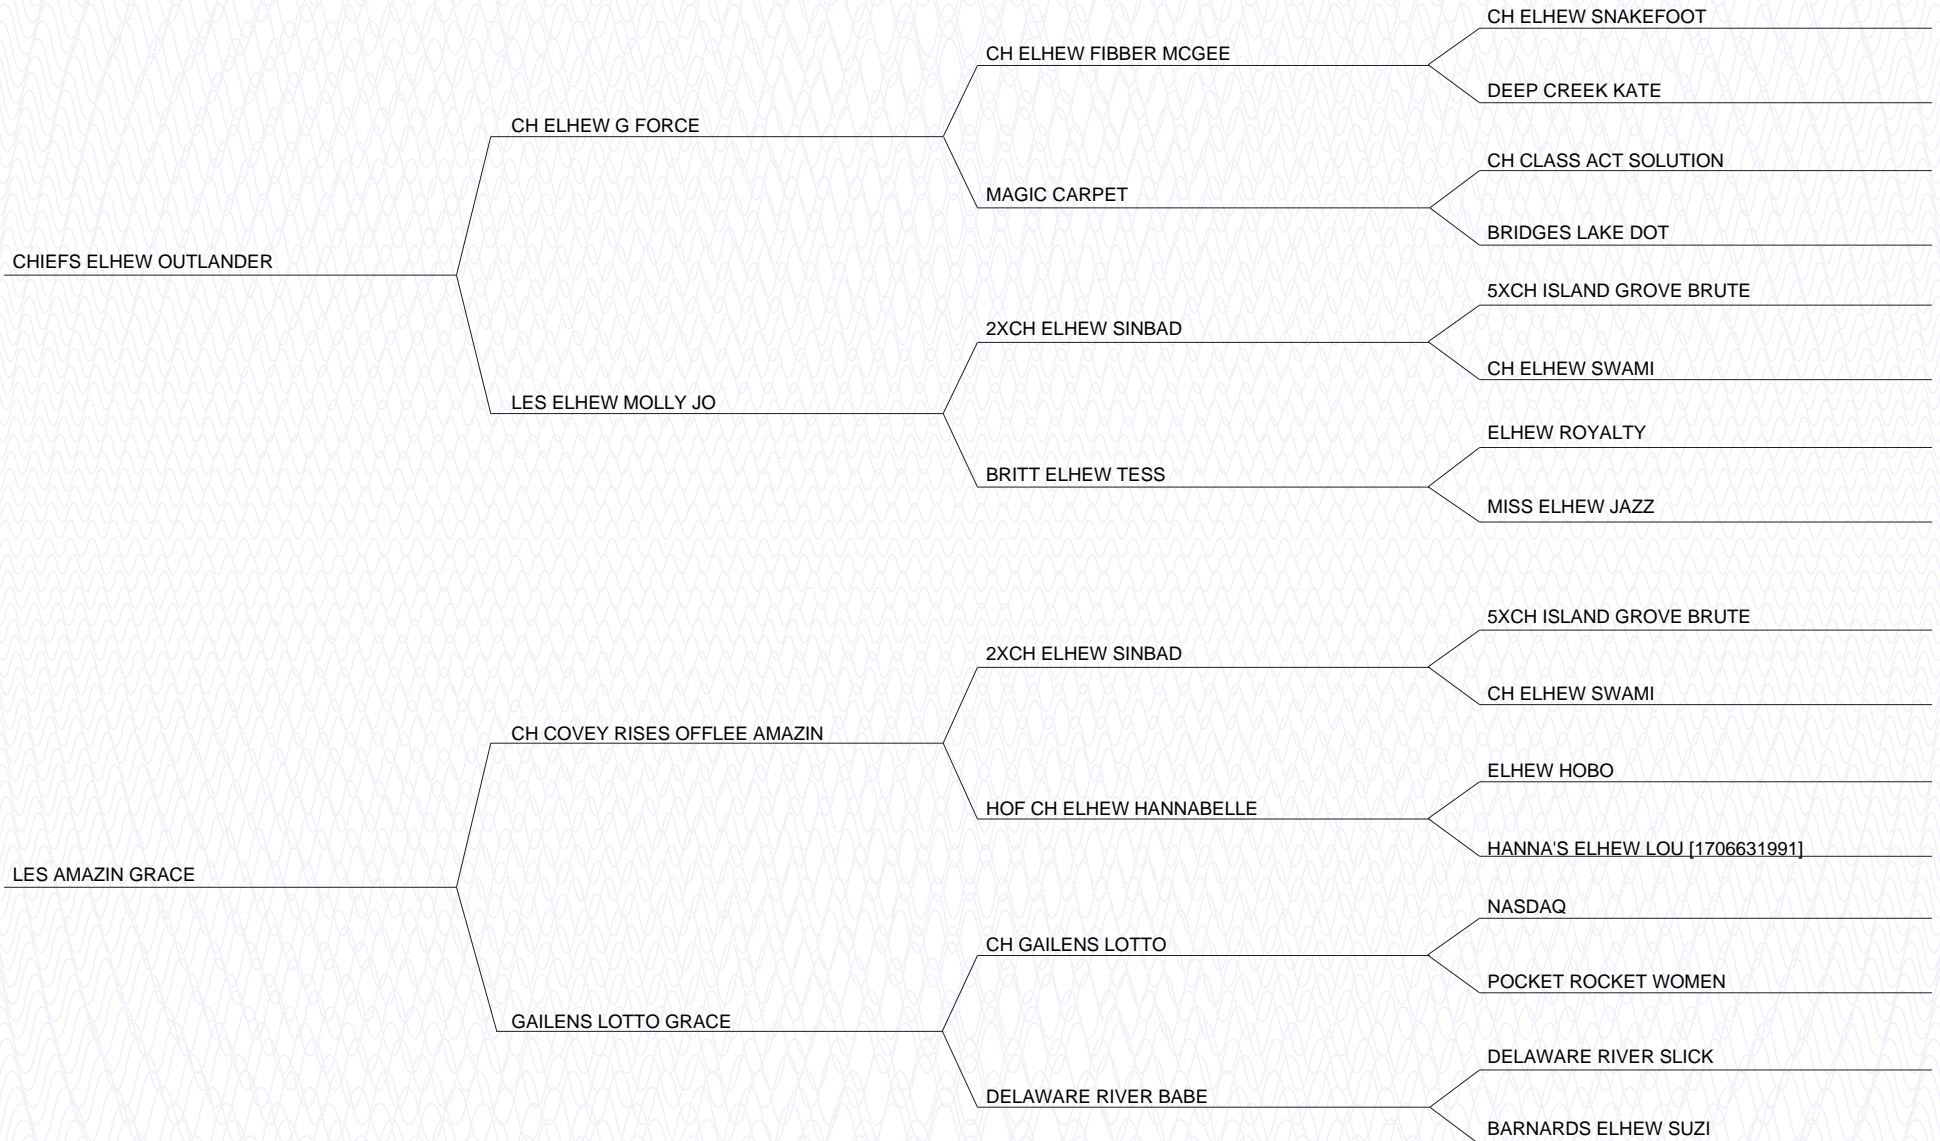 CH ELHEW SNAKEFOOT
CH ELHEW FIBBER MCGEE
DEEP CREEK KATE
CH ELHEW G FORCE
CH CLASS ACT SOLUTION
MAGIC CARPET
BRIDGES LAKE DOT
CHIEFS ELHEW OUTLANDER
5XCH ISLAND GROVE BRUTE
2XCH ELHEW SINBAD
CH ELHEW SWAMI
LES ELHEW MOLLY JO
ELHEW ROYALTY
BRITT ELHEW TESS
MISS ELHEW JAZZ
5XCH ISLAND GROVE BRUTE
2XCH ELHEW SINBAD
CH ELHEW SWAMI
CH COVEY RISES OFFLEE AMAZIN
ELHEW HOBO
HOF CH ELHEW HANNABELLE
HANNA'S ELHEW LOU [1706631991]
LES AMAZIN GRACE
NASDAQ
CH GAILENS LOTTO
POCKET ROCKET WOMEN
GAILENS LOTTO GRACE
DELAWARE RIVER SLICK
DELAWARE RIVER BABE
BARNARDS ELHEW SUZI